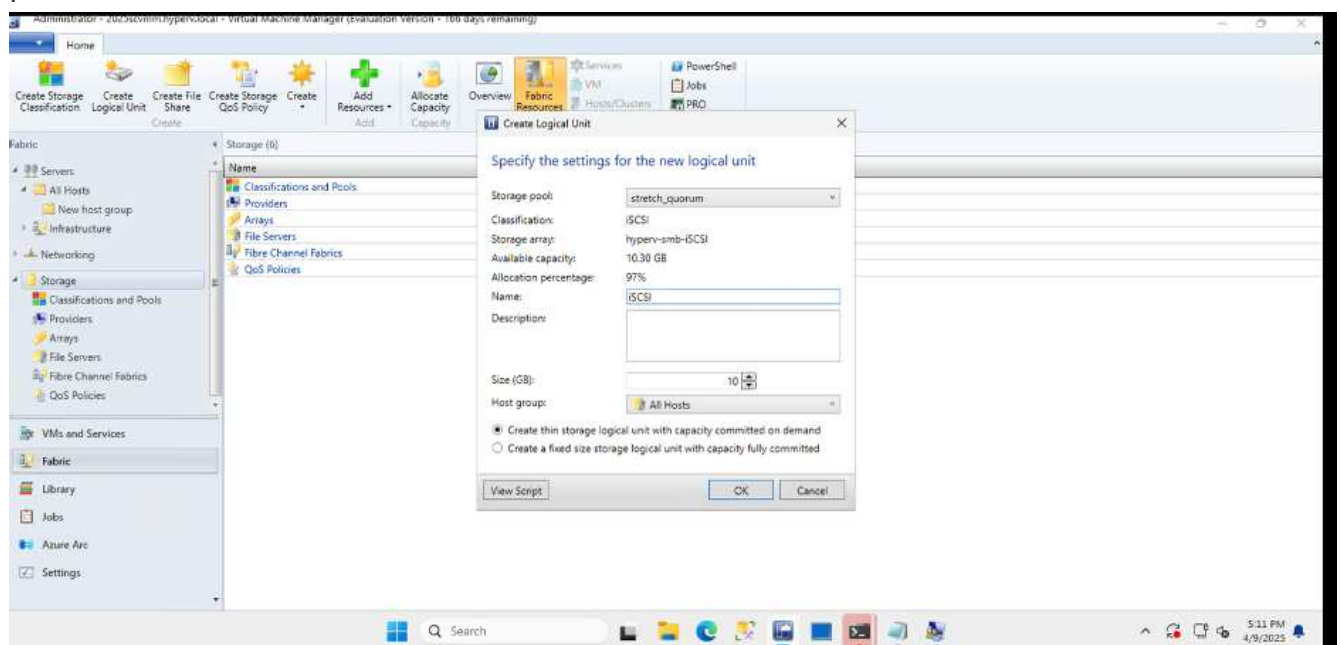 Administrator - 2025scvmm.hyperv.local - Virtual Machine Manager (Evaluation Version - 166 days remaining)
Home
Create Storage Classification
Create Logical Unit
Create File Share
Create Storage QoS Policy
Create
Add Resources
Allocate Capacity
Overview
Fabric Resources
Services
VM
Hosts/Clusters
PowerShell
Jobs
PRO
Create
Add
Capacity
Fabric
Servers
All Hosts
New host group
Infrastructure
Networking
Storage
Classifications and Pools
Providers
Arrays
File Servers
Fibre Channel Fabrics
QoS Policies
VMs and Services
Fabric
Library
Jobs
Azure Arc
Settings
Storage (6)
Name
Classifications and Pools
Providers
Arrays
File Servers
Fibre Channel Fabrics
QoS Policies
Create Logical Unit
Specify the settings for the new logical unit
Storage pool: stretch_quorum
Classification: iSCSI
Storage array: hyperv-smb-iSCSI
Available capacity: 10.30 GB
Allocation percentage: 97%
Name: iSCSI
Description:
Size (GB): 10
Host group: All Hosts
Create thin storage logical unit with capacity committed on demand
Create a fixed size storage logical unit with capacity fully committed
View Script
OK
Cancel
Search
5:11 PM
4/9/2025